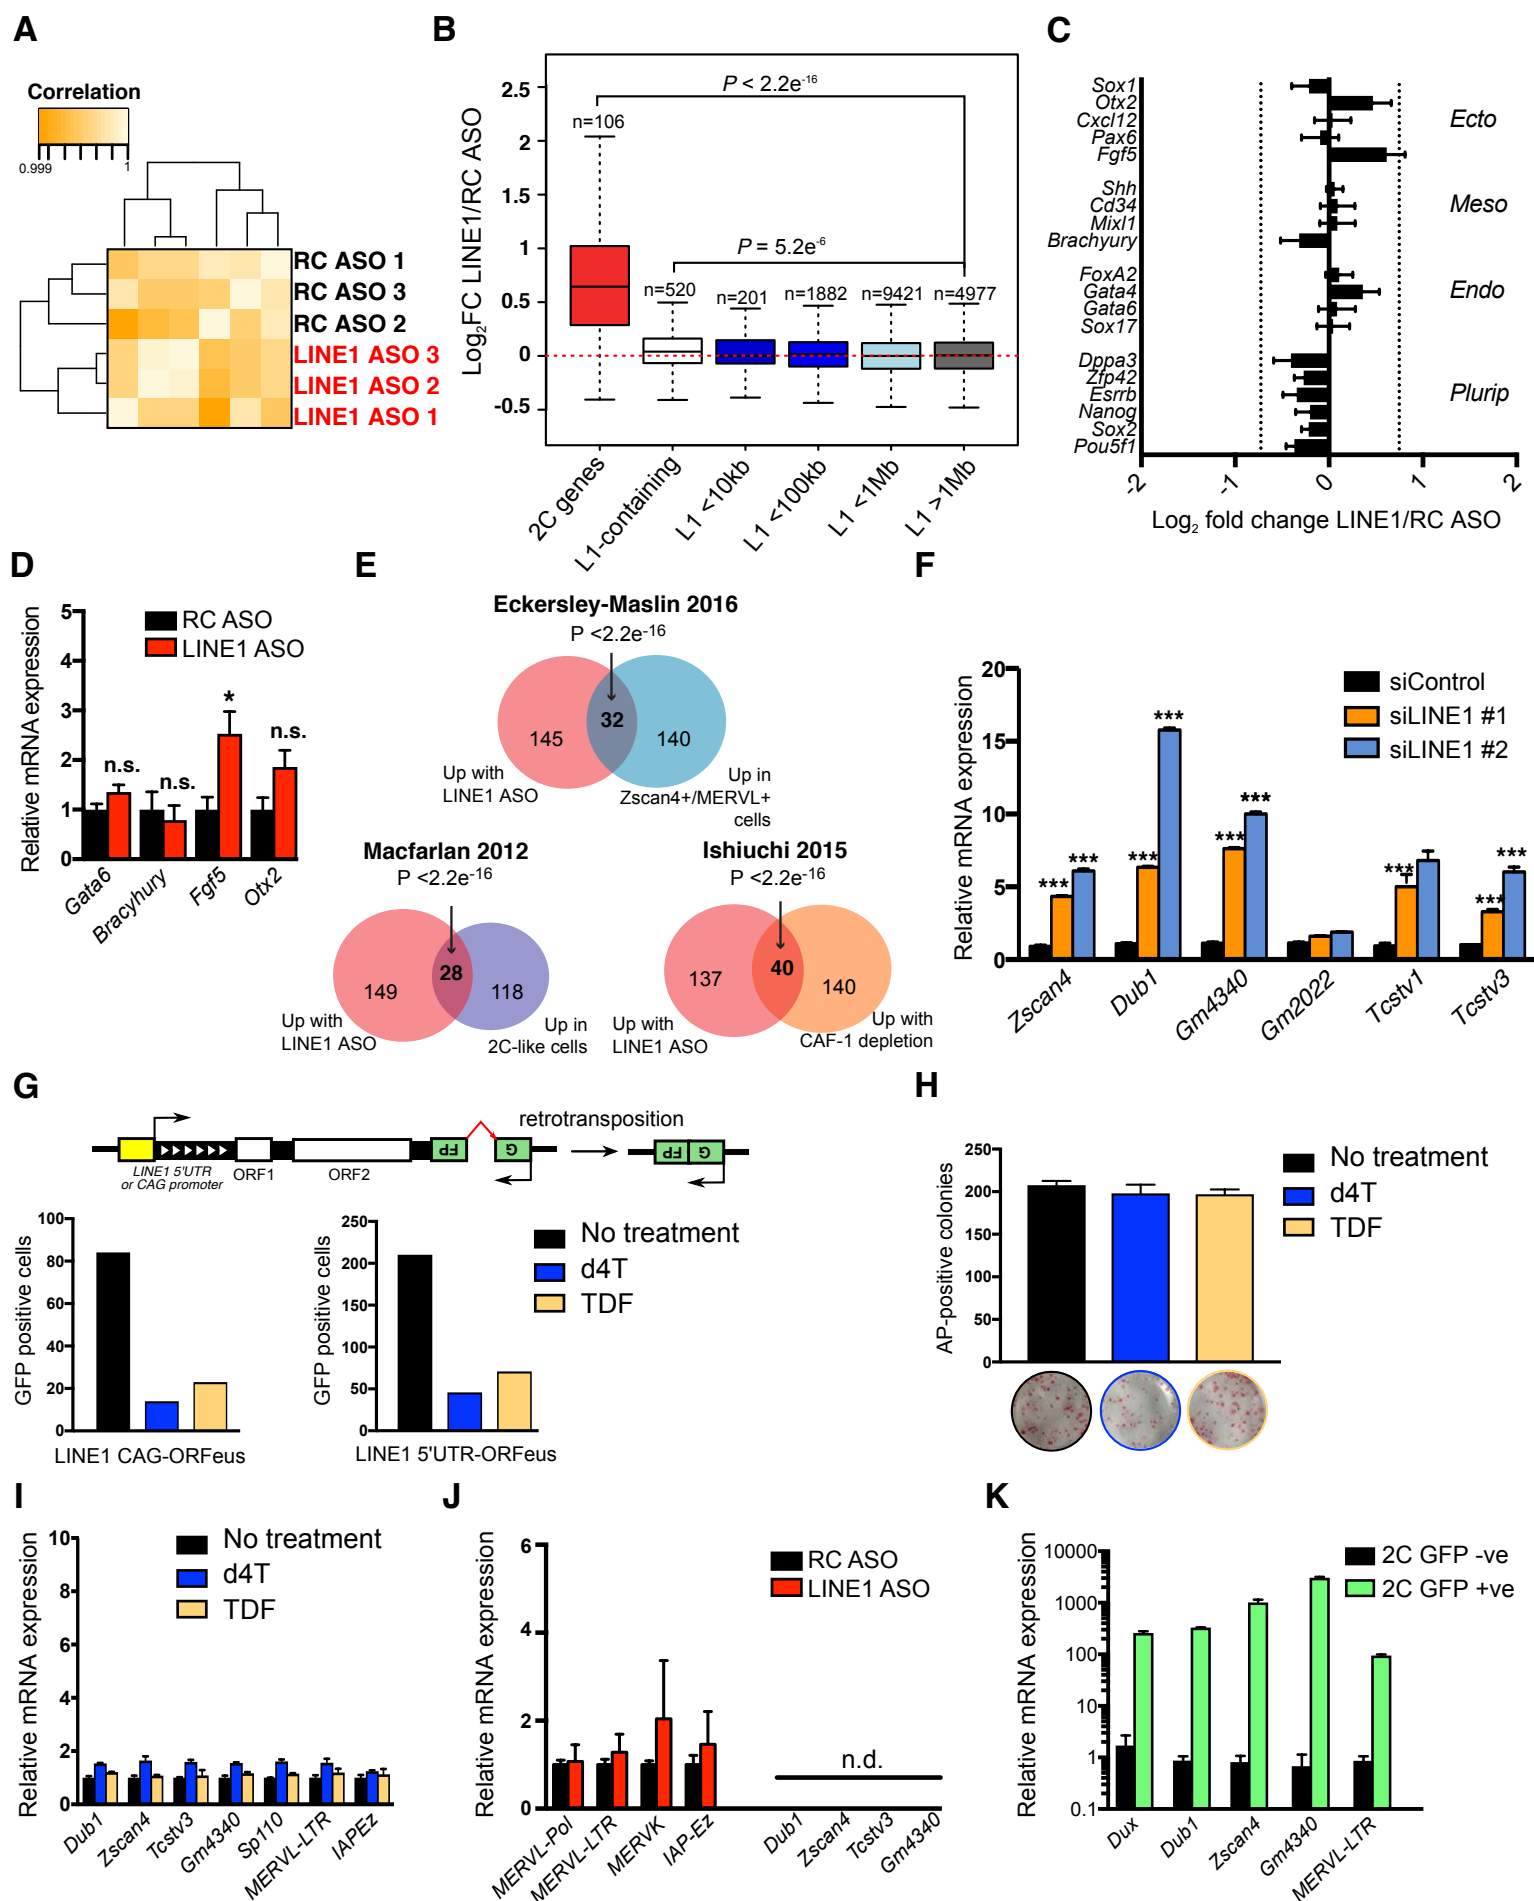 A
Correlation
0.999
1
RC ASO 1
RC ASO 3
RC ASO 2
LINE1 ASO 3
LINE1 ASO 2
LINE1 ASO 1
B
Log2FC LINE1/RC ASO
2.5
2
1.5
1
0.5
0
-0.5
P < 2.2e-16
n=106
P = 5.2e-6
n=520
n=201
n=1882
n=9421
n=4977
2C genes
L1-containing
L1 <10kb
L1 <100kb
L1 <1Mb
L1 >1Mb
C
Sox1
Otx2
Cxcl12
Pax6
Fgf5
Ecto
Shh
Cd34
Mixl1
Brachyury
Meso
FoxA2
Gata4
Gata6
Sox17
Endo
Dppa3
Zfp42
Esrrb
Nanog
Sox2
Pou5f1
Plurip
-2
-1
0
1
2
Log2 fold change LINE1/RC ASO
D
Relative mRNA expression
5
4
3
2
1
0
RC ASO
LINE1 ASO
n.s.
n.s.
*
n.s.
Gata6
Bracyhury
Fgf5
Otx2
E
Eckersley-Maslin 2016
P <2.2e-16
145
32
140
Up with
LINE1 ASO
Up in
Zscan4+/MERVL+
cells
Macfarlan 2012
P <2.2e-16
149
28
118
Up with
LINE1 ASO
Up in
2C-like cells
Ishiuchi 2015
P <2.2e-16
137
40
140
Up with
LINE1 ASO
Up with
CAF-1 depletion
F
Relative mRNA expression
20
15
10
5
0
siControl
siLINE1 #1
siLINE1 #2
***
***
***
***
***
***
***
***
***
Zscan4
Dub1
Gm4340
Gm2022
Tcstv1
Tcstv3
G
retrotransposition
FP
G
FP
G
LINE1 5'UTR
or CAG promoter
ORF1
ORF2
GFP positive cells
100
80
60
40
20
0
LINE1 CAG-ORFeus
GFP positive cells
250
200
150
100
50
0
LINE1 5'UTR-ORFeus
No treatment
d4T
TDF
H
AP-positive colonies
250
200
150
100
50
0
No treatment
d4T
TDF
I
Relative mRNA expression
10
8
6
4
2
0
No treatment
d4T
TDF
Dub1
Zscan4
Tcstv3
Gm4340
Sp110
MERVL-LTR
IAPEz
J
Relative mRNA expression
6
4
2
0
RC ASO
LINE1 ASO
n.d.
MERVL-Pol
MERVL-LTR
MERVK
IAP-Ez
Dub1
Zscan4
Tcstv3
Gm4340
K
Relative mRNA expression
10000
1000
100
10
1
0.1
2C GFP -ve
2C GFP +ve
Dux
Dub1
Zscan4
Gm4340
MERVL-LTR